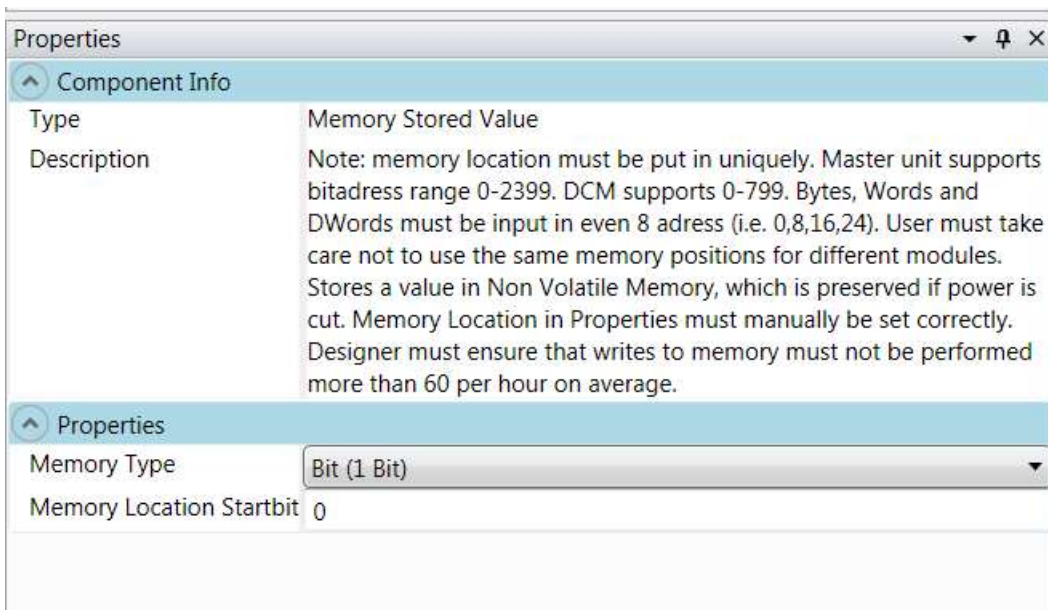 Properties
Component Info
Type Memory Stored Value
Description Note: memory location must be put in uniquely. Master unit supports
bitadress range 0-2399. DCM supports 0-799. Bytes, Words and
DWords must be input in even 8 adress (i.e. 0,8,16,24). User must take
care not to use the same memory positions for different modules.
Stores a value in Non Volatile Memory, which is preserved if power is
cut. Memory Location in Properties must manually be set correctly.
Designer must ensure that writes to memory must not be performed
more than 60 per hour on average.
Properties
Memory Type Bit (1 Bit)
Memory Location Startbit 0